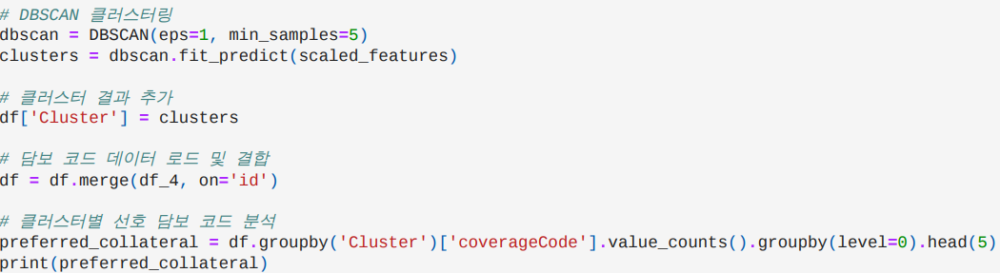 # DBSCAN 클러스터링
dbscan = DBSCAN(eps=1, min_samples=5)
clusters = dbscan.fit_predict(scaled_features)
# 클러스터 결과 추가
df['Cluster'] = clusters
# 담보 코드 데이터 로드 및 결합
df = df.merge(df_4, on='id')
# 클러스터별 선호 담보 코드 분석
preferred_collateral = df.groupby('Cluster')['coverageCode'].value_counts().groupby(level=0).head(5)
print(preferred_collateral)